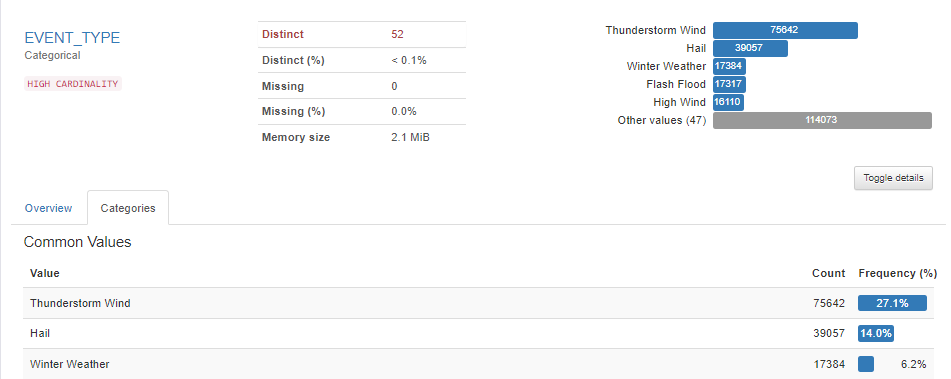 EVENT_TYPE
Categorical
HIGH CARDINALITY
Distinct 52
Distinct (%) < 0.1%
Missing 0
Missing (%) 0.0%
Memory size 2.1 MiB
Thunderstorm Wind 75642
Hail 39057
Winter Weather 17384
Flash Flood 17317
High Wind 16110
Other values (47) 114073
Toggle details
Overview Categories
Common Values
Value Count Frequency (%)
Thunderstorm Wind 75642 27.1%
Hail 39057 14.0%
Winter Weather 17384 6.2%